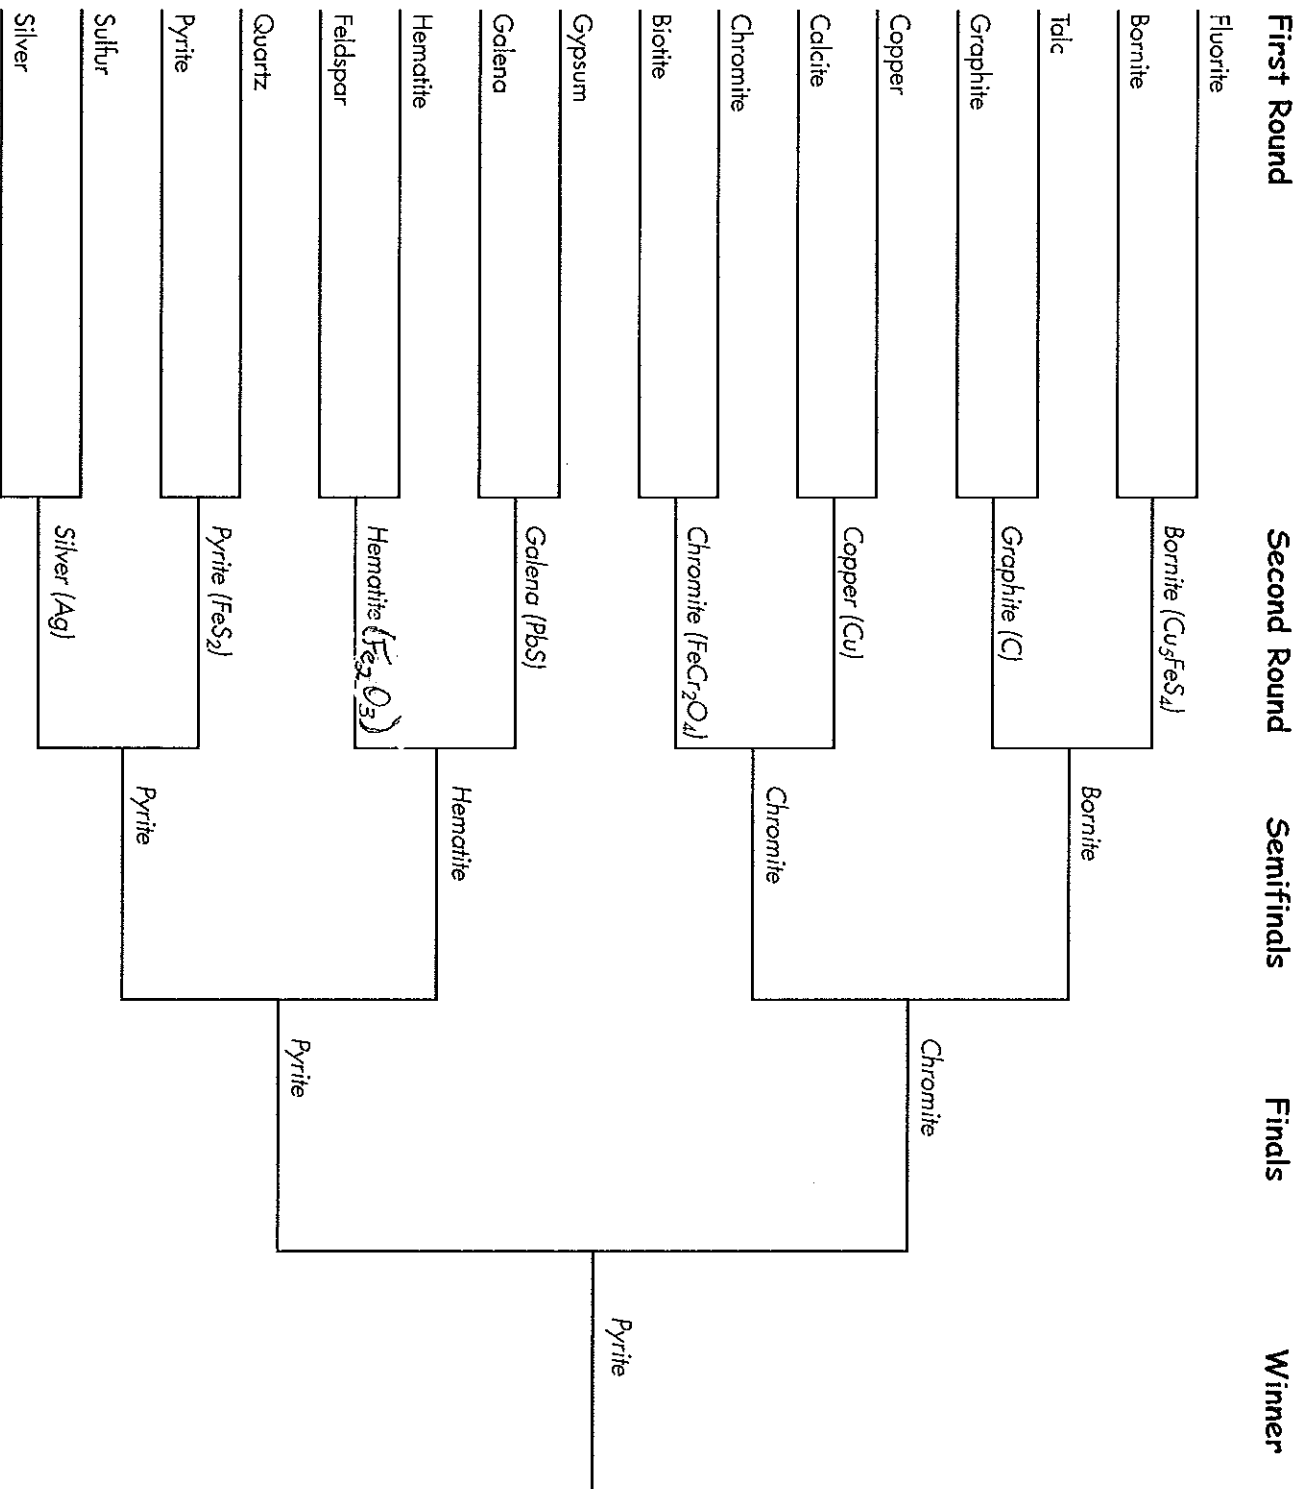 First Round
Second Round
Semifinals
Finals
Winner
Fluorite
Bornite
Talc
Graphite
Copper
Calcite
Chromite
Biotite
Gypsum
Galena
Hematite
Feldspar
Quartz
Pyrite
Sulfur
Silver
Bornite (Cu₅FeS₄)
Graphite (C)
Copper (Cu)
Chromite (FeCr₂O₄)
Galena (PbS)
Hematite (Fe₂O₃)
Pyrite (FeS₂)
Silver (Ag)
Bornite
Chromite
Hematite
Pyrite
Chromite
Pyrite
Pyrite